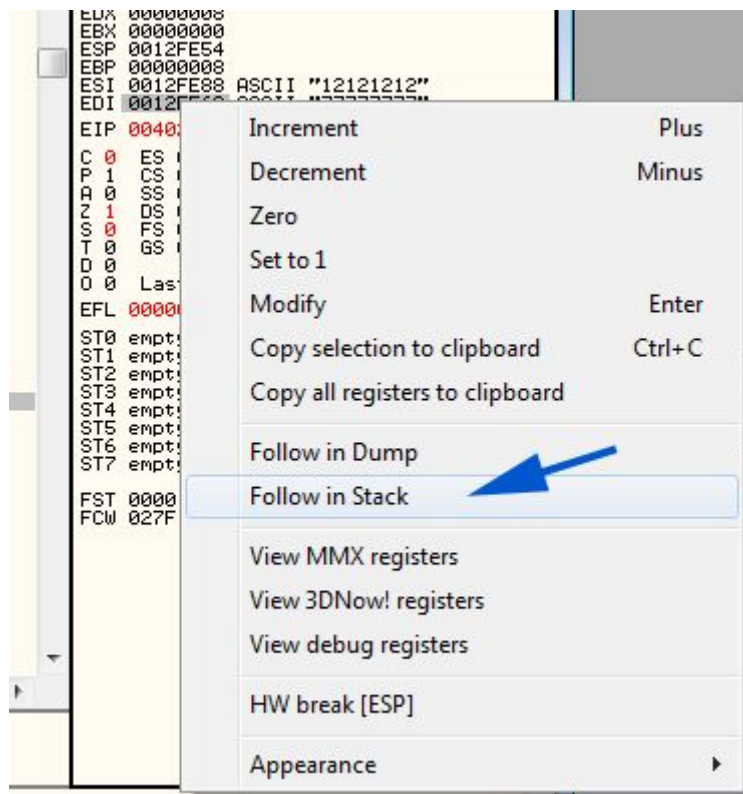 EDX 00000008
EBX 00000000
ESP 0012FE54
EBP 00000008
ESI 0012FE88 ASCII "12121212"
EDI
EIP
C 0 ES
P 1 CS
A 0 SS
Z 1 DS
S 0 FS
T 0 GS
D 0
O 0
EFL
ST0
ST1
ST2
ST3
ST4
ST5
ST6
ST7
FST 0000
FCW 027F
Increment Plus
Decrement Minus
Zero
Set to 1
Modify Enter
Copy selection to clipboard Ctrl+C
Copy all registers to clipboard
Follow in Dump
Follow in Stack
View MMX registers
View 3DNow! registers
View debug registers
HW break [ESP]
Appearance